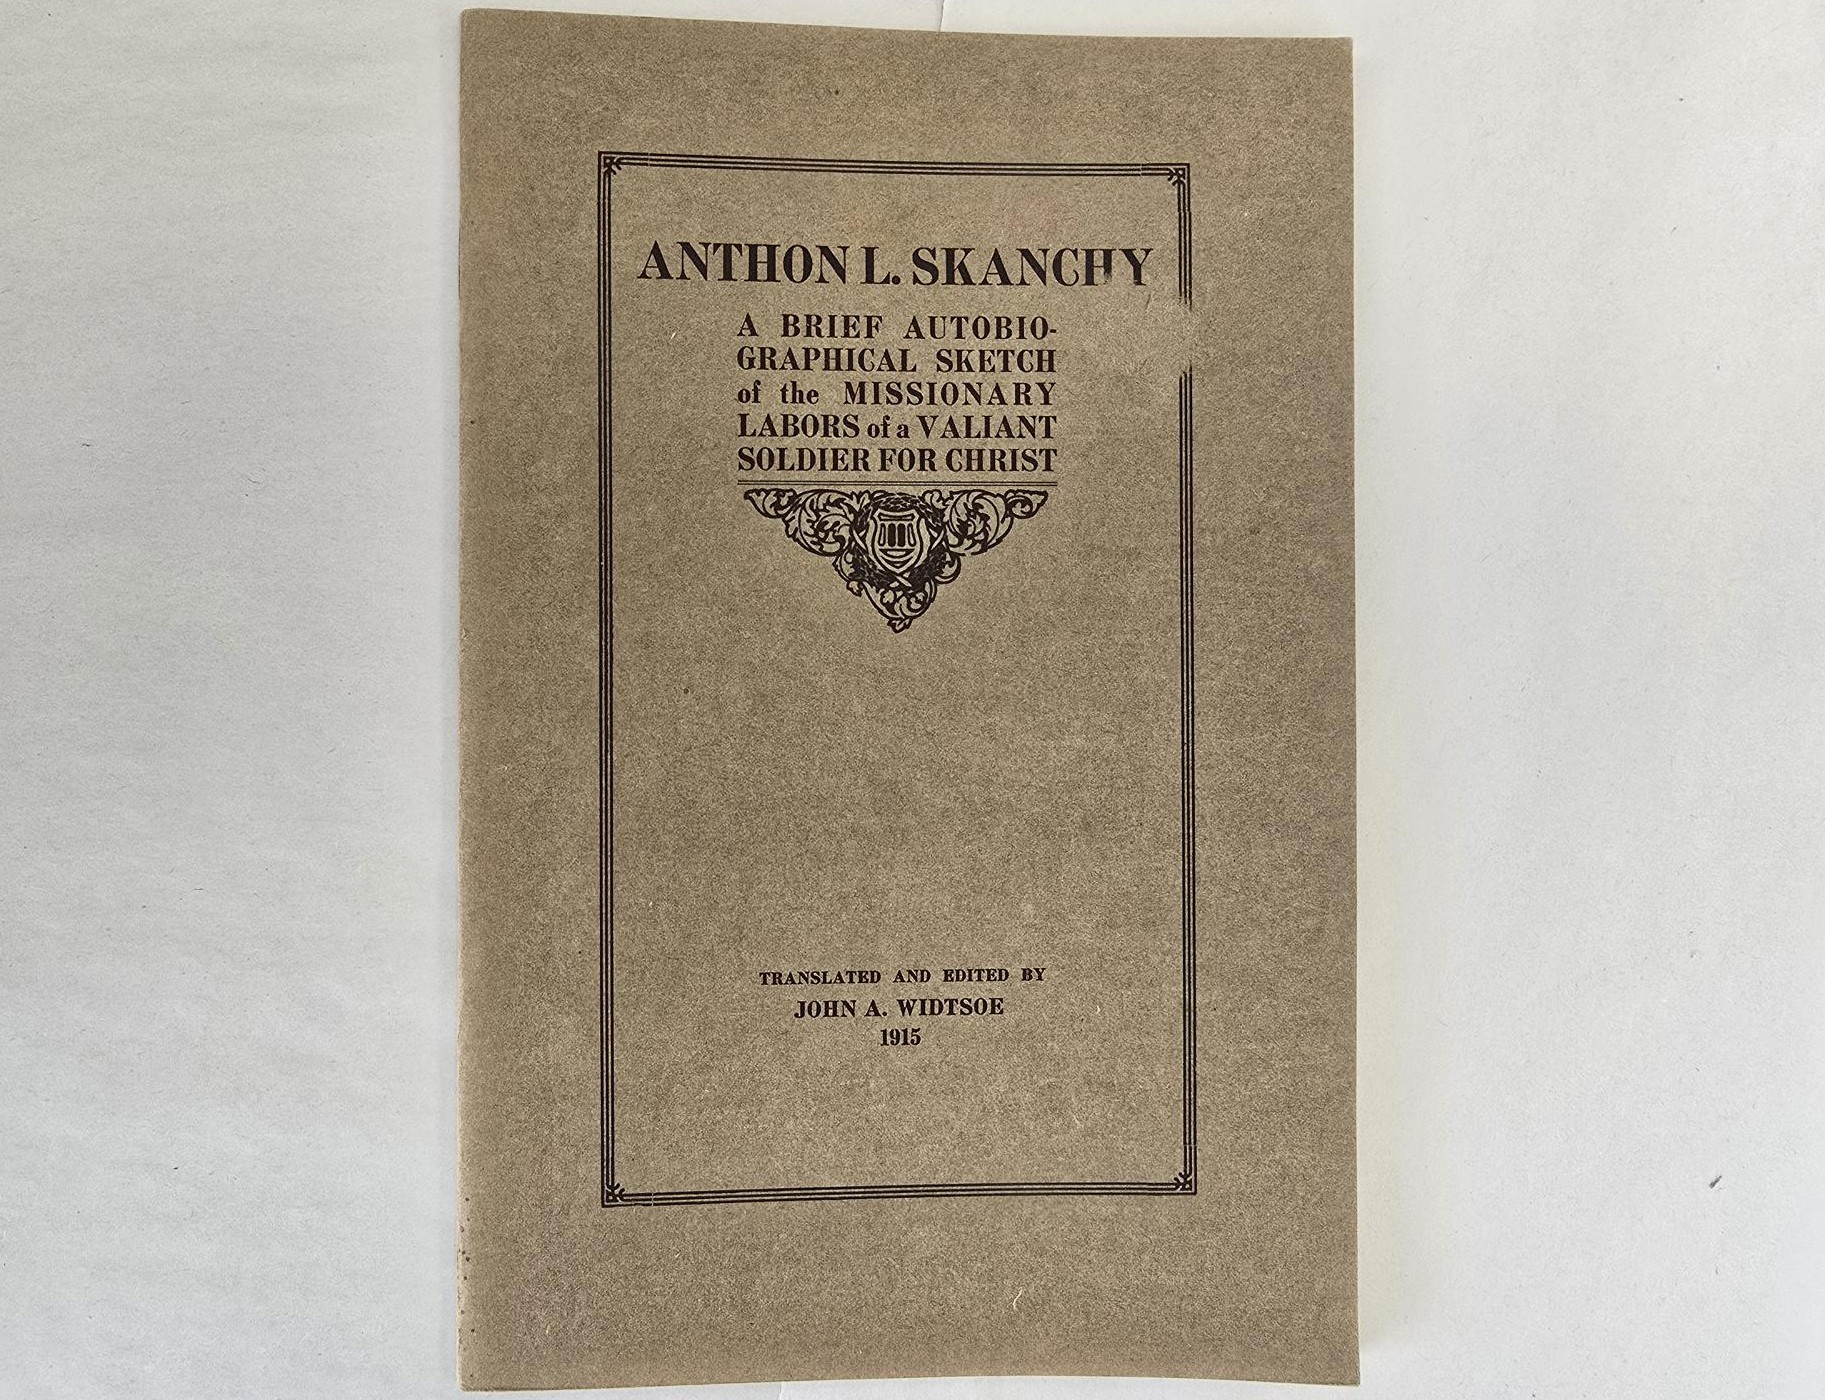 ANTHON L. SKANCHY
A BRIEF AUTOBIO-
GRAPHICAL SKETCH
of the MISSIONARY
LABORS of a VALIANT
SOLDIER FOR CHRIST
TRANSLATED AND EDITED BY
JOHN A. WIDTSOE
1915